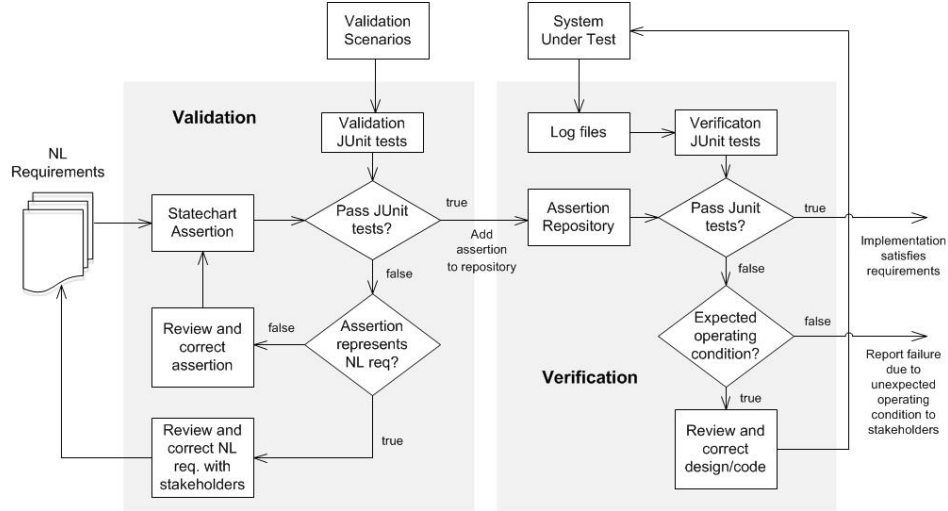 Validation
Scenarios
System
Under Test
Validation
Validation
JUnit tests
Log files
Verificaton
JUnit tests
NL
Requirements
Statechart
Assertion
Pass JUnit
tests?
true
Add
assertion
to repository
Assertion
Repository
Pass Junit
tests?
true
Implementation
satisfies
requirements
false
false
Review and
correct
assertion
false
Assertion
represents
NL req?
Expected
operating
condition?
false
Report failure
due to
unexpected
operating
condition to
stakeholders
Verification
true
true
Review and
correct NL
req. with
stakeholders
Review and
correct
design/code